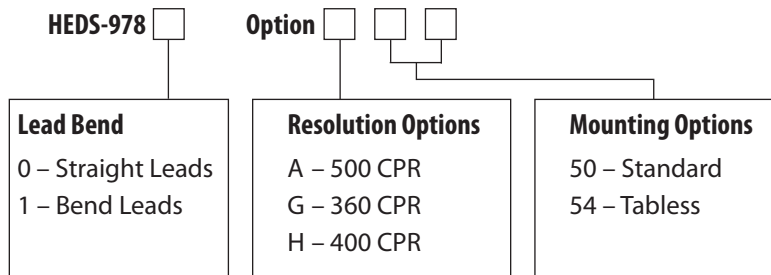 HEDS-978 Option
Lead Bend
0 – Straight Leads
1 – Bend Leads
Resolution Options
A – 500 CPR
G – 360 CPR
H – 400 CPR
Mounting Options
50 – Standard
54 – Tabless